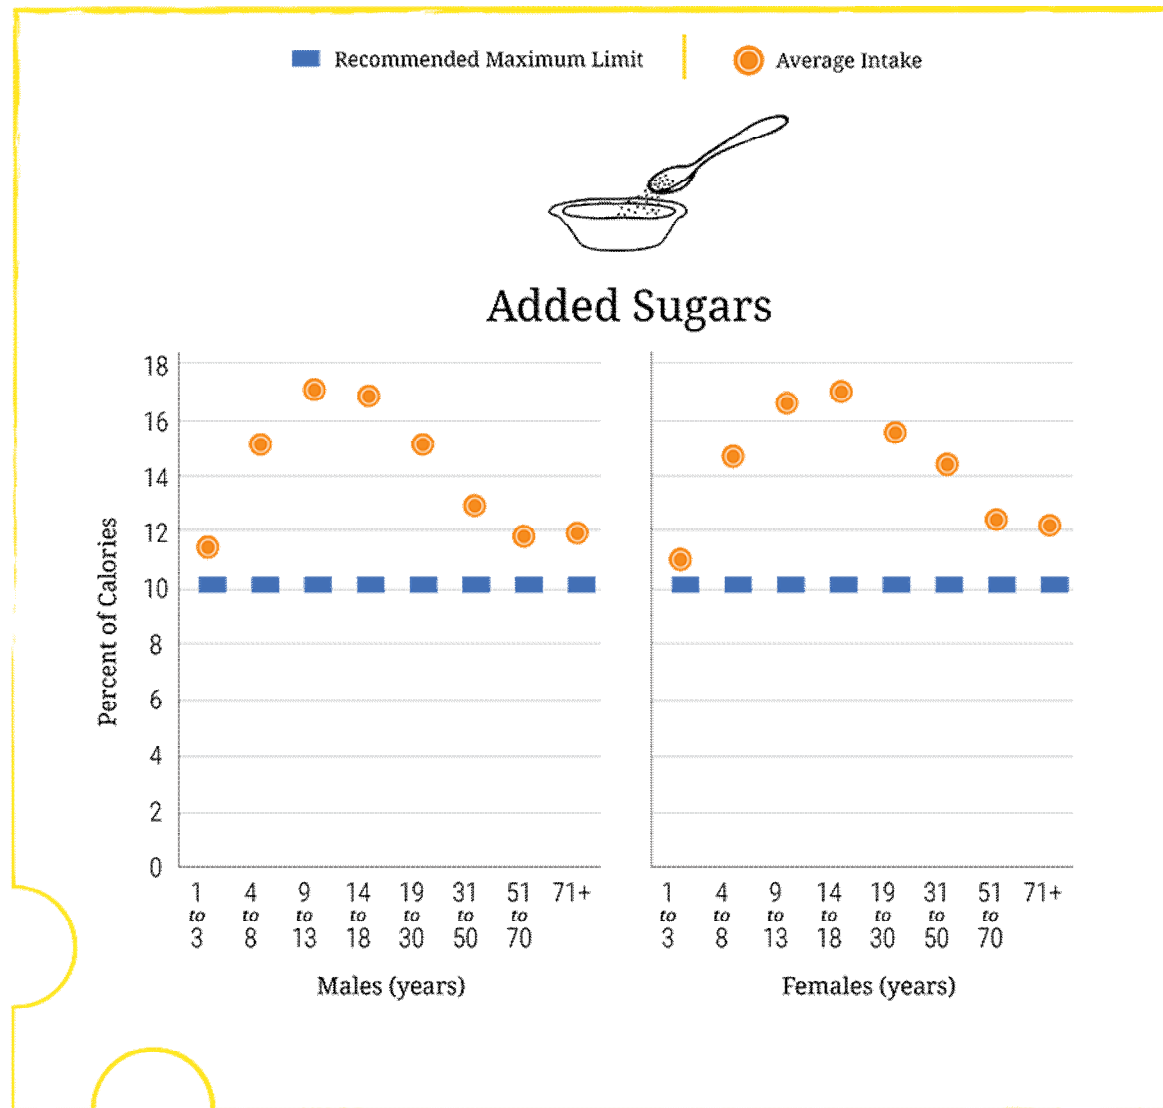 Recommended Maximum Limit
Average Intake
Added Sugars
Percent of Calories
18
16
14
12
10
8
6
4
2
0
1 to 3
4 to 8
9 to 13
14 to 18
19 to 30
31 to 50
51 to 70
71+
Males (years)
1 to 3
4 to 8
9 to 13
14 to 18
19 to 30
31 to 50
51 to 70
71+
Females (years)